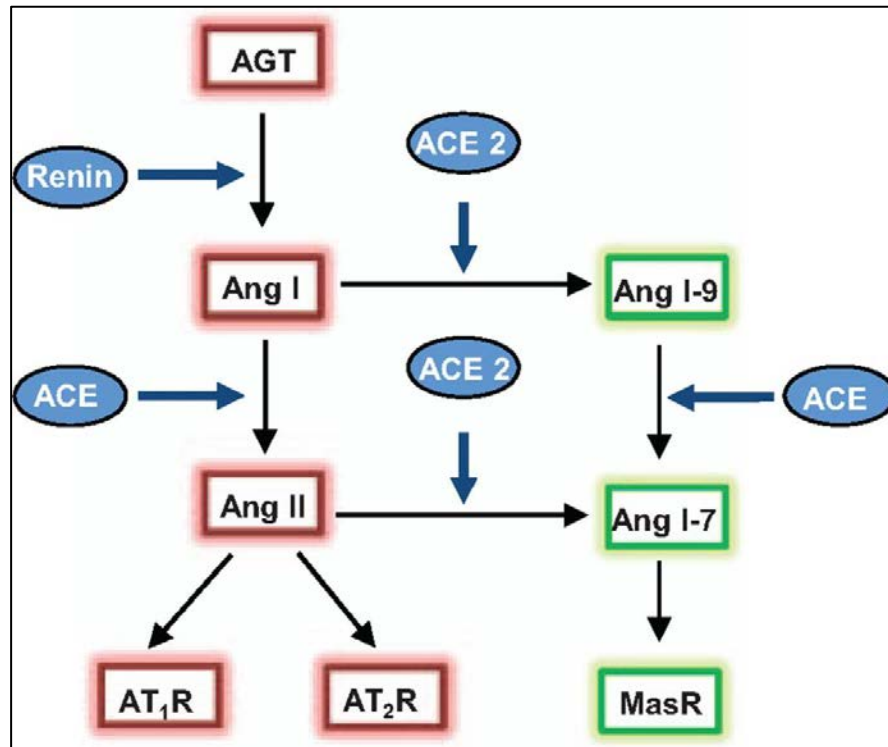 AGT
ACE 2
Renin
Ang I
Ang I-9
ACE 2
ACE
ACE
Ang II
Ang I-7
AT₁R
AT₂R
MasR